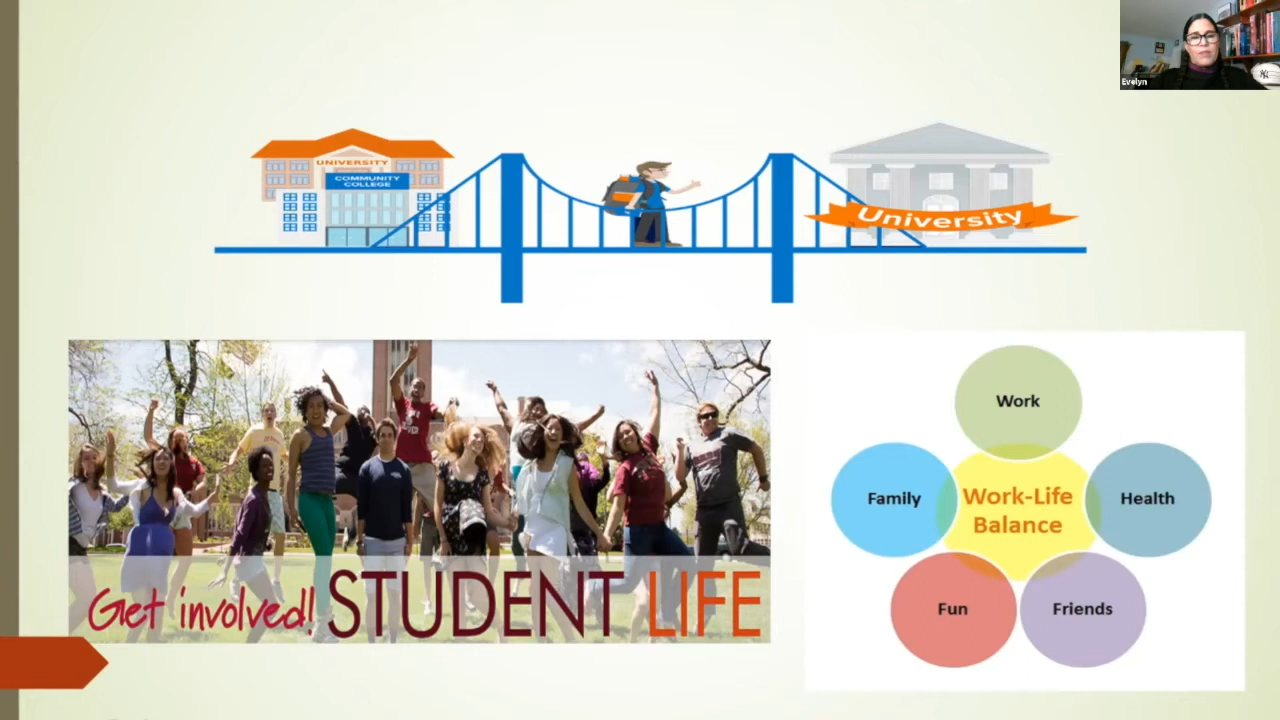 Evelyn
UNIVERSITY
COMMUNITY
COLLEGE
University
Get involved! STUDENT LIFE
Work
Family
Work-Life
Balance
Health
Fun
Friends